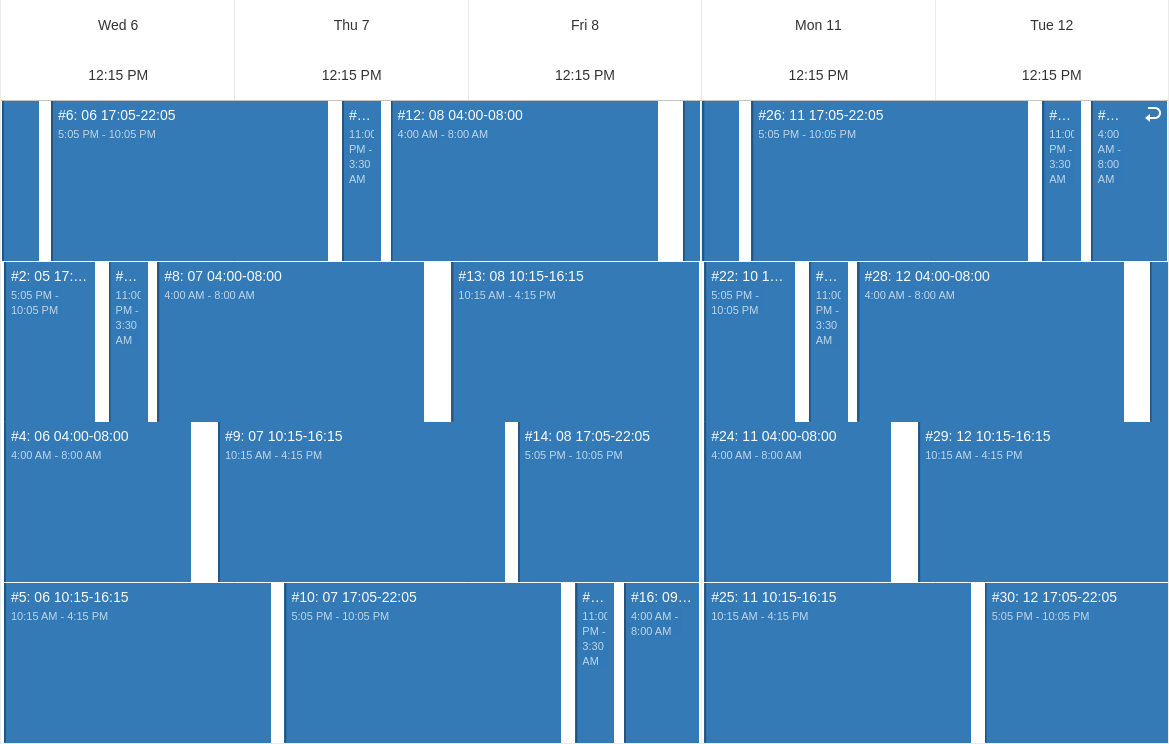 Wed 6
Thu 7
Fri 8
Mon 11
Tue 12
12:15 PM
12:15 PM
12:15 PM
12:15 PM
12:15 PM
#6: 06 17:05-22:05
5:05 PM - 10:05 PM
#...
11:00
PM -
3:30
AM
#12: 08 04:00-08:00
4:00 AM - 8:00 AM
#26: 11 17:05-22:05
5:05 PM - 10:05 PM
#...
11:00
PM -
3:30
AM
#...
4:00
AM -
8:00
AM
#2: 05 17:...
5:05 PM -
10:05 PM
#...
11:00
PM -
3:30
AM
#8: 07 04:00-08:00
4:00 AM - 8:00 AM
#13: 08 10:15-16:15
10:15 AM - 4:15 PM
#22: 10 1...
5:05 PM -
10:05 PM
#...
11:00
PM -
3:30
AM
#28: 12 04:00-08:00
4:00 AM - 8:00 AM
#4: 06 04:00-08:00
4:00 AM - 8:00 AM
#9: 07 10:15-16:15
10:15 AM - 4:15 PM
#14: 08 17:05-22:05
5:05 PM - 10:05 PM
#24: 11 04:00-08:00
4:00 AM - 8:00 AM
#29: 12 10:15-16:15
10:15 AM - 4:15 PM
#5: 06 10:15-16:15
10:15 AM - 4:15 PM
#10: 07 17:05-22:05
5:05 PM - 10:05 PM
#...
11:00
PM -
3:30
AM
#16: 09...
4:00 AM -
8:00 AM
#25: 11 10:15-16:15
10:15 AM - 4:15 PM
#30: 12 17:05-22:05
5:05 PM - 10:05 PM